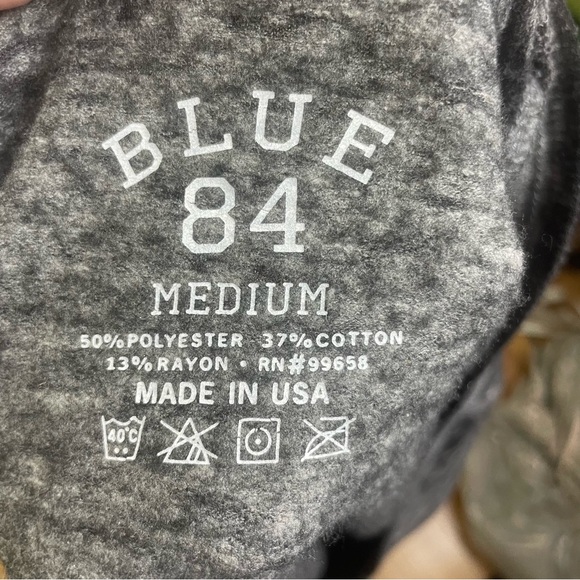 BLUE
84
MEDIUM
50%POLYESTER 37%COTTON
13%RAYON • RN#99658
MADE IN USA
40°C